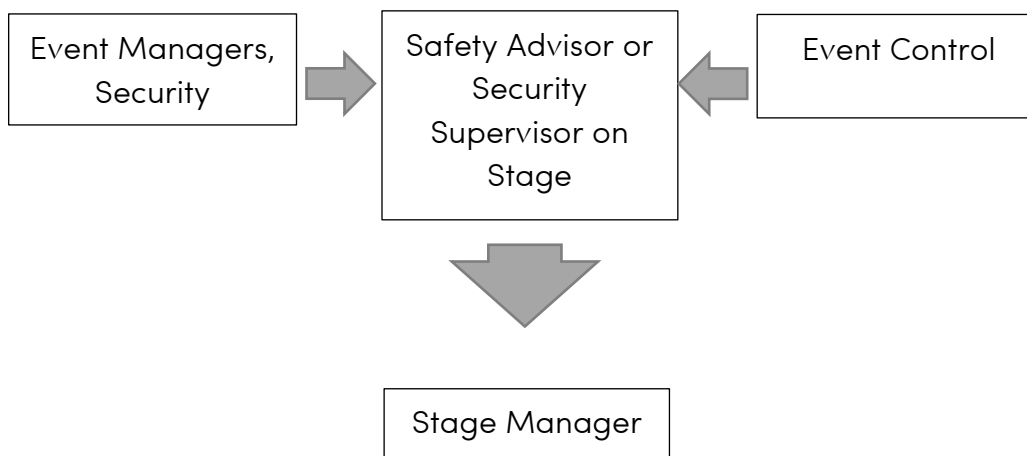 Event Managers,
Security
Safety Advisor or
Security
Supervisor on
Stage
Event Control
Stage Manager